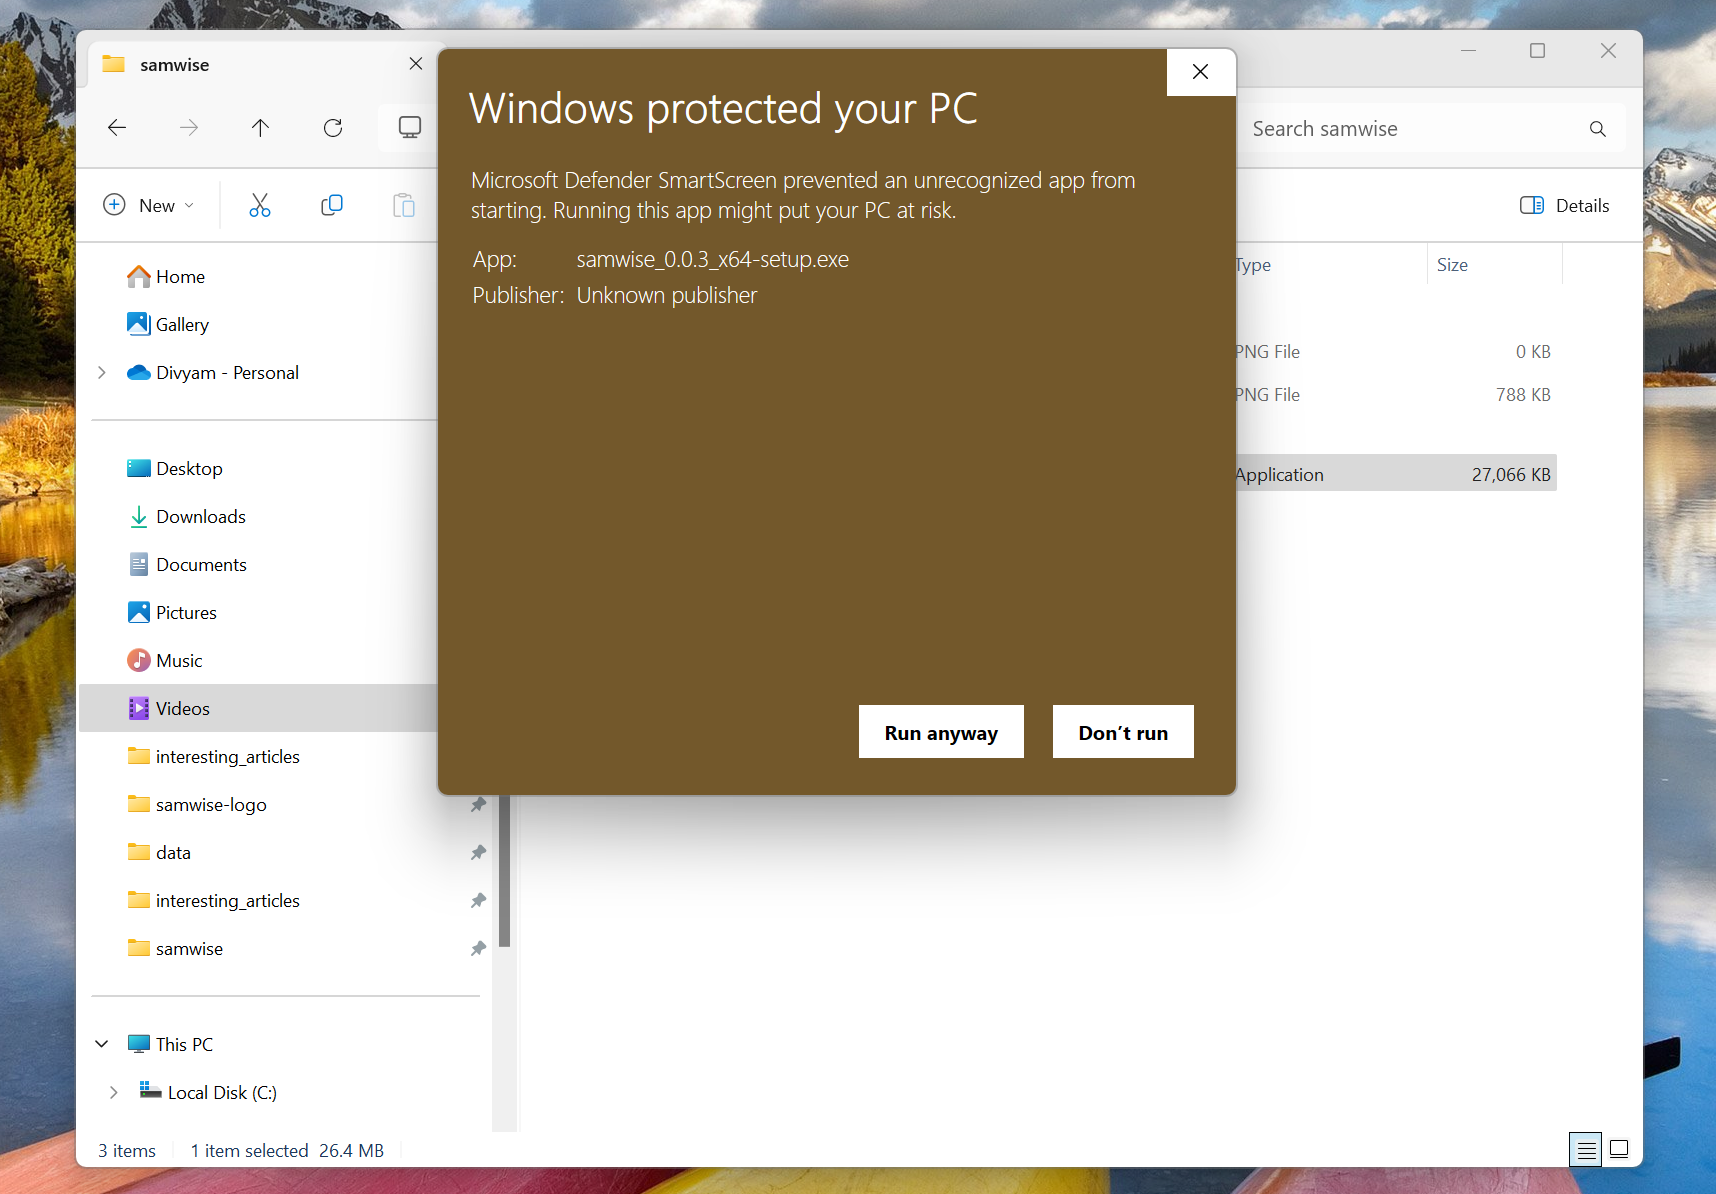 samwise
Search samwise
New
Details
Windows protected your PC
Microsoft Defender SmartScreen prevented an unrecognized app from
starting. Running this app might put your PC at risk.
App: samwise_0.0.3_x64-setup.exe
Publisher: Unknown publisher
Run anyway
Don’t run
Type
Size
PNG File
0 KB
PNG File
788 KB
Application
27,066 KB
Home
Gallery
Divyam - Personal
Desktop
Downloads
Documents
Pictures
Music
Videos
interesting_articles
samwise-logo
data
interesting_articles
samwise
This PC
Local Disk (C:)
3 items
1 item selected 26.4 MB